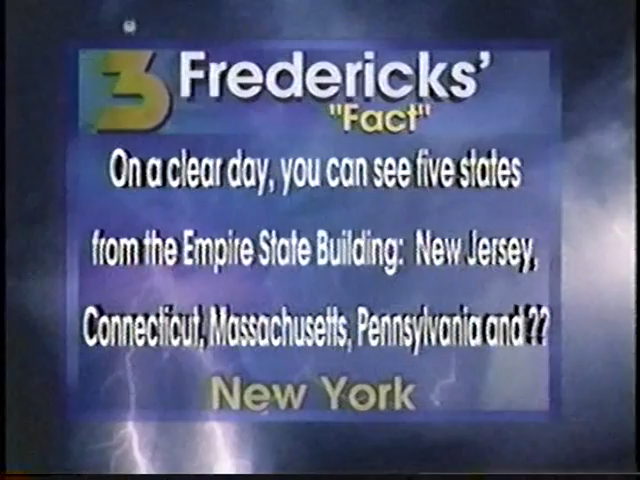 3 Fredericks'
"Fact"
On a clear day, you can see five states
from the Empire State Building: New Jersey,
Connecticut, Massachusetts, Pennsylvania and ??
New York